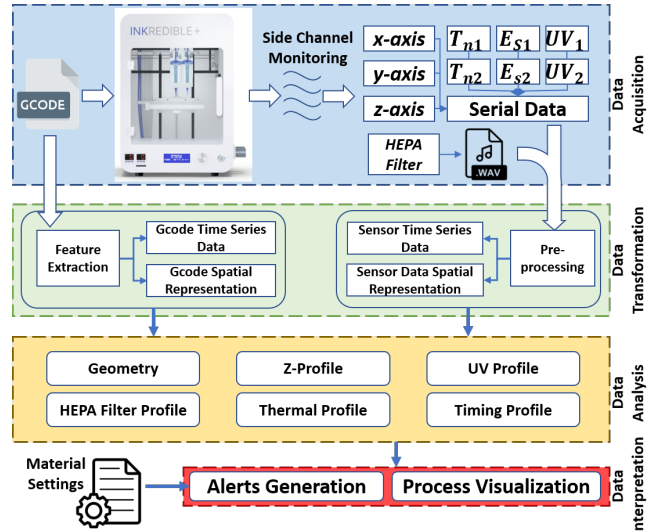 INKREDIBLE+
GCODE
Side Channel
Monitoring
x-axis
y-axis
z-axis
Tn1 ES1 UV1
Tn2 Es2 UV2
Serial Data
HEPA
Filter
.WAV
Data
Acquisition
Feature
Extraction
Gcode Time Series
Data
Gcode Spatial
Representation
Sensor Time Series
Data
Sensor Data Spatial
Representation
Pre-
processing
Data
Transformation
Geometry
Z-Profile
UV Profile
HEPA Filter Profile
Thermal Profile
Timing Profile
Data
Analysis
Material
Settings
Alerts Generation
Process Visualization
Data
nterpretation